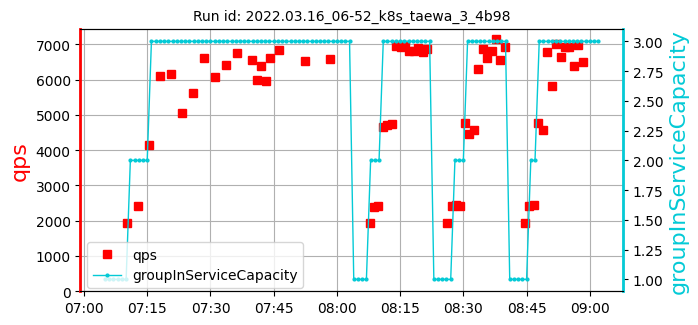 Run id: 2022.03.16_06-52_k8s_taewa_3_4b98
7000
6000
5000
4000
3000
2000
1000
0
qps
3.00
2.75
2.50
2.25
2.00
1.75
1.50
1.25
1.00
groupInServiceCapacity
qps
groupInServiceCapacity
07:00 07:15 07:30 07:45 08:00 08:15 08:30 08:45 09:00